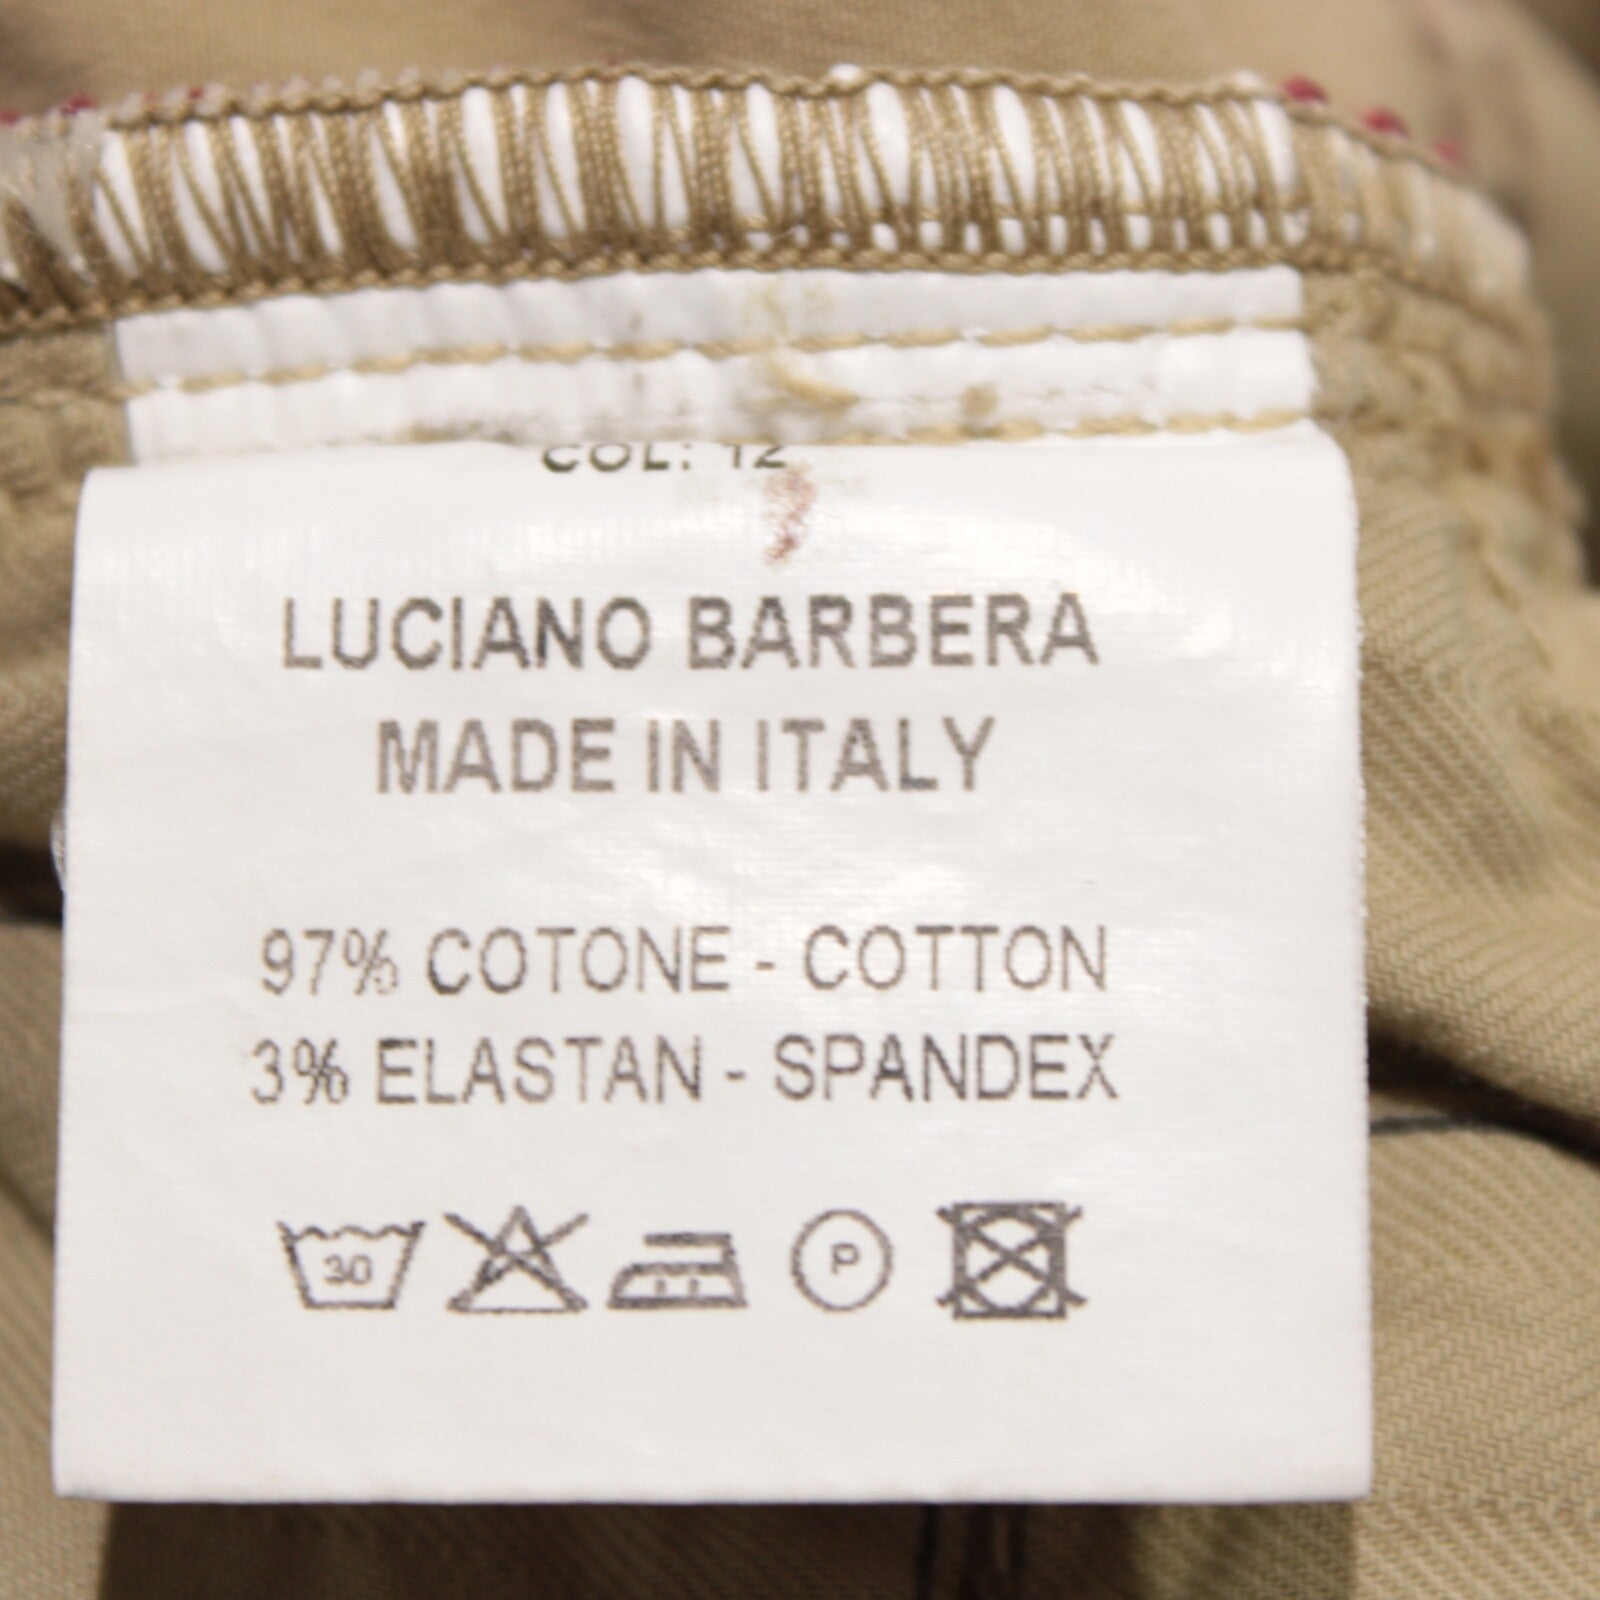 COL: 12
LUCIANO BARBERA
MADE IN ITALY
97% COTONE - COTTON
3% ELASTAN - SPANDEX
30 P